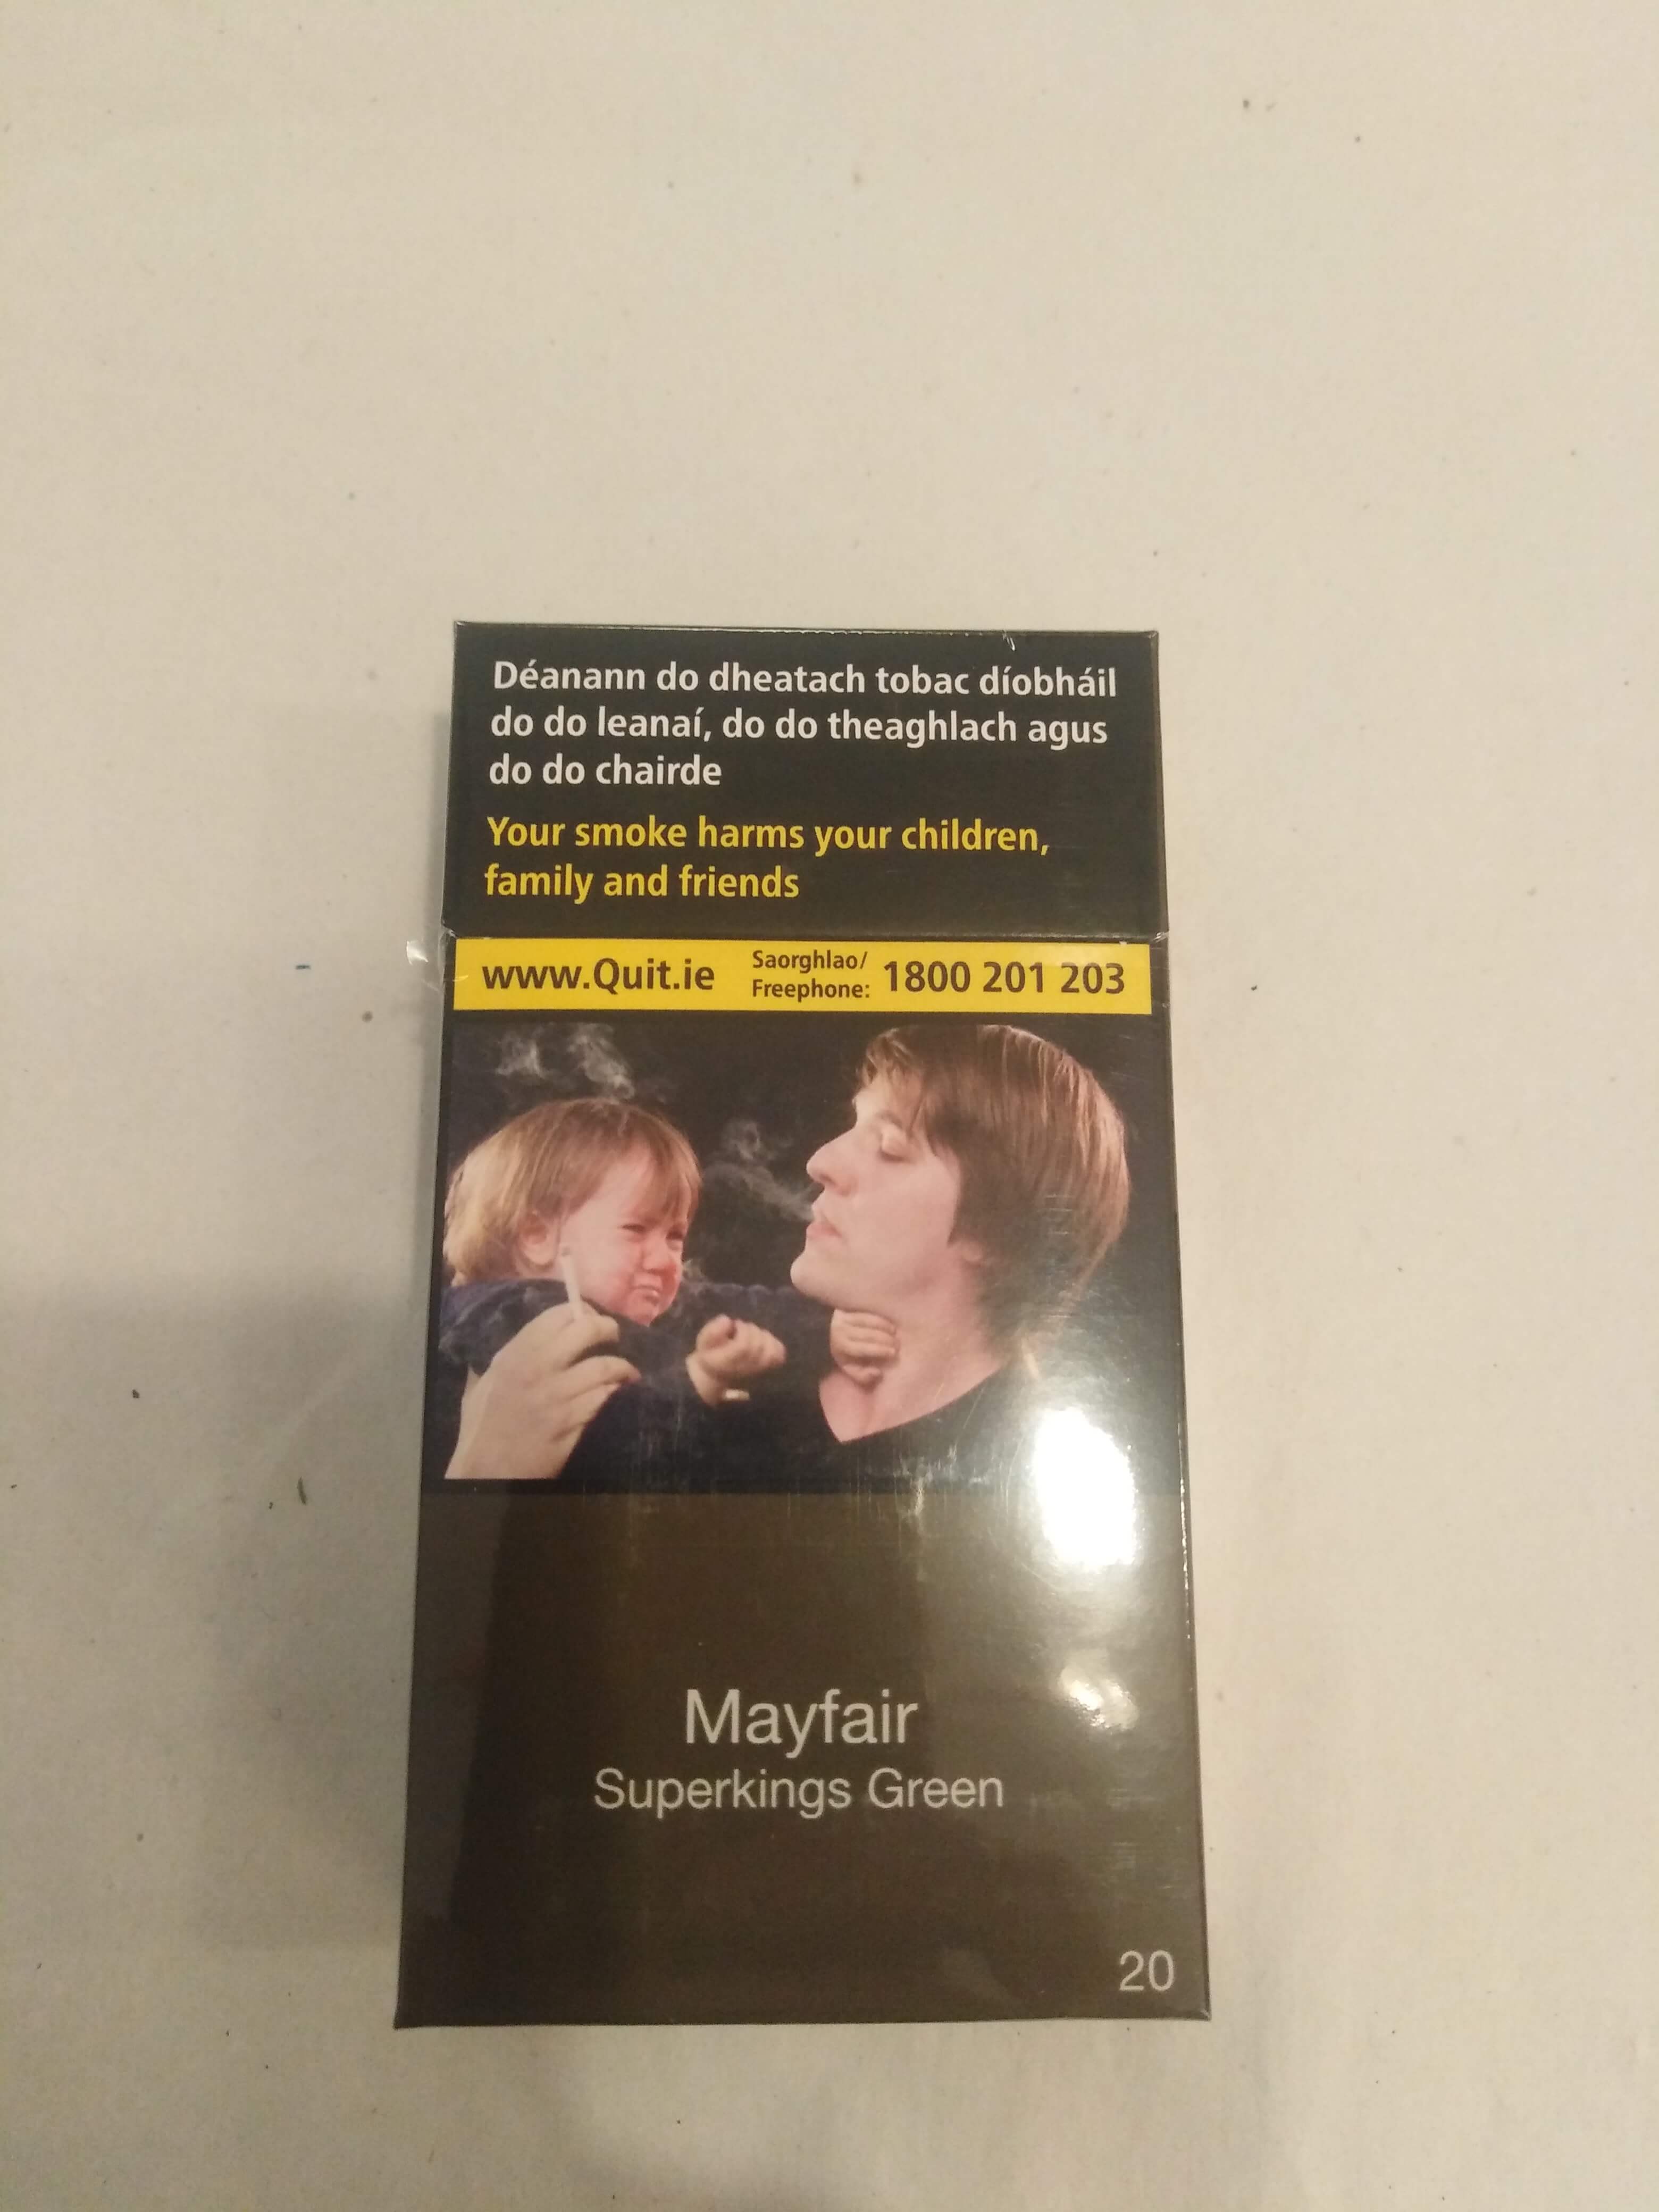 Déanann do dheatach tobac díobháil
do do leanaí, do do theaghlach agus
do do chairde
Your smoke harms your children,
family and friends
www.Quit.ie Saorghlao/ Freephone: 1800 201 203
Mayfair
Superkings Green
20